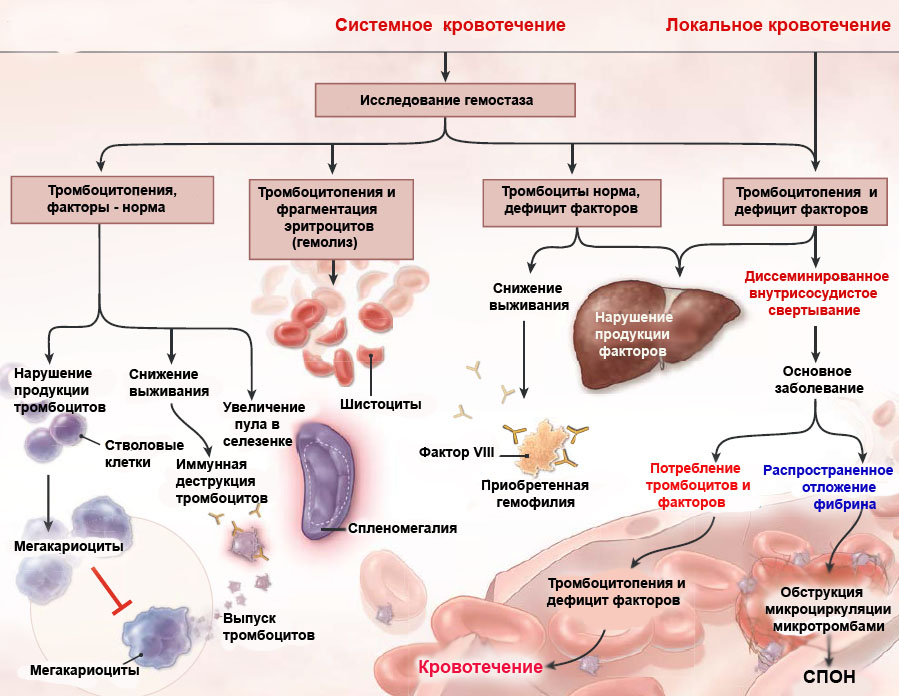 Системное кровотечение
Локальное кровотечение
Исследование гемостаза
Тромбоцитопения,
факторы - норма
Тромбоцитопения и
фрагментация
эритроцитов
(гемолиз)
Тромбоциты норма,
дефицит факторов
Тромбоцитопения и
дефицит факторов
Снижение
выживания
Нарушение
продукции
факторов
Диссеминированное
внутрисосудистое
свертывание
Основное
заболевание
Нарушение
продукции
тромбоцитов
Снижение
выживания
Увеличение
пула в
селезенке
Шистоциты
Стволовые
клетки
Иммунная
деструкция
тромбоцитов
Фактор VIII
Приобретенная
гемофилия
Потребление
тромбоцитов и
факторов
Распространенное
отложение
фибрина
Спленомегалия
Мегакариоциты
Тромбоцитопения и
дефицит факторов
Обструкция
микроциркуляции
микротромбами
Выпуск
тромбоцитов
Мегакариоциты
Кровотечение
СПОН